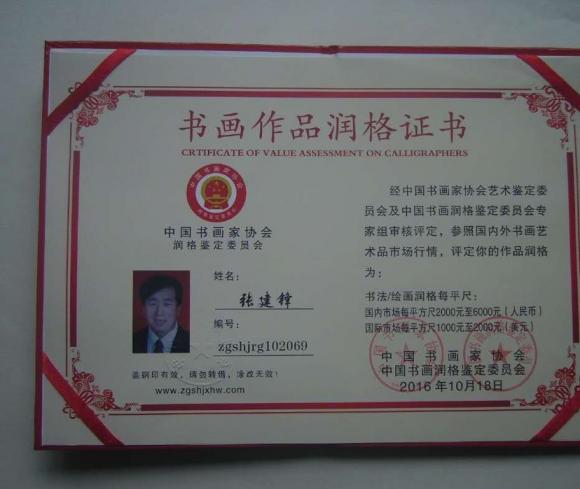 书画作品润格证书
CRTIFICATE OF VALUE ASSESSMENT ON CALLIGRAPHERS
中国书画家协会
中国书画家协会
润格鉴定委员会
姓名：
张建锋
编号：
zgshjrg102069
盖钢印有效，请勿转售，涂改无效！
www.zgshjxhw.com
经中国书画家协会艺术鉴定委
员会及中国书画润格鉴定委员会专
家组审核评定，参照国内外书画艺
术品市场行情，评定你的作品润格
为：
书法/绘画润格每平尺：
国内市场每平方尺2000元至6000元（人民币）
国际市场每平方尺1000元至2000元（美元）
中国书画家协会
中国书画润格鉴定委员会
2016年10月18日